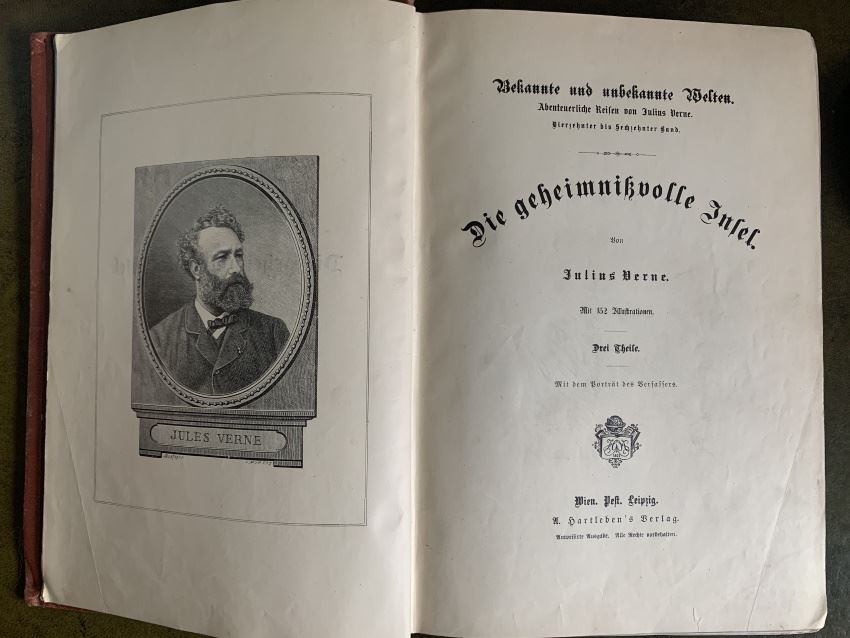 JULES VERNE
Bekannte und unbekannte Welten.
Abenteuerliche Reisen von Julius Verne.
Vierzehnter bis Sechzehnter Band.
Die geheimnißvolle Insel.
Von
Julius Verne.
Mit 152 Illustrationen.
Drei Theile.
Mit dem Porträt des Verfassers.
Wien. Pest. Leipzig.
A. Hartleben's Verlag.
Autorisirte Ausgabe. Alle Rechte vorbehalten.